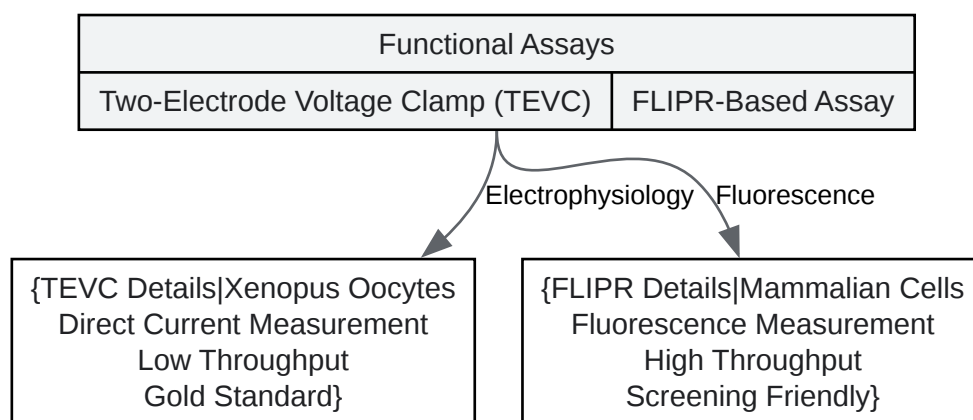 Functional Assays
Two-Electrode Voltage Clamp (TEVC)
FLIPR-Based Assay
Electrophysiology
Fluorescence
{TEVC Details|Xenopus Oocytes
Direct Current Measurement
Low Throughput
Gold Standard}
{FLIPR Details|Mammalian Cells
Fluorescence Measurement
High Throughput
Screening Friendly}